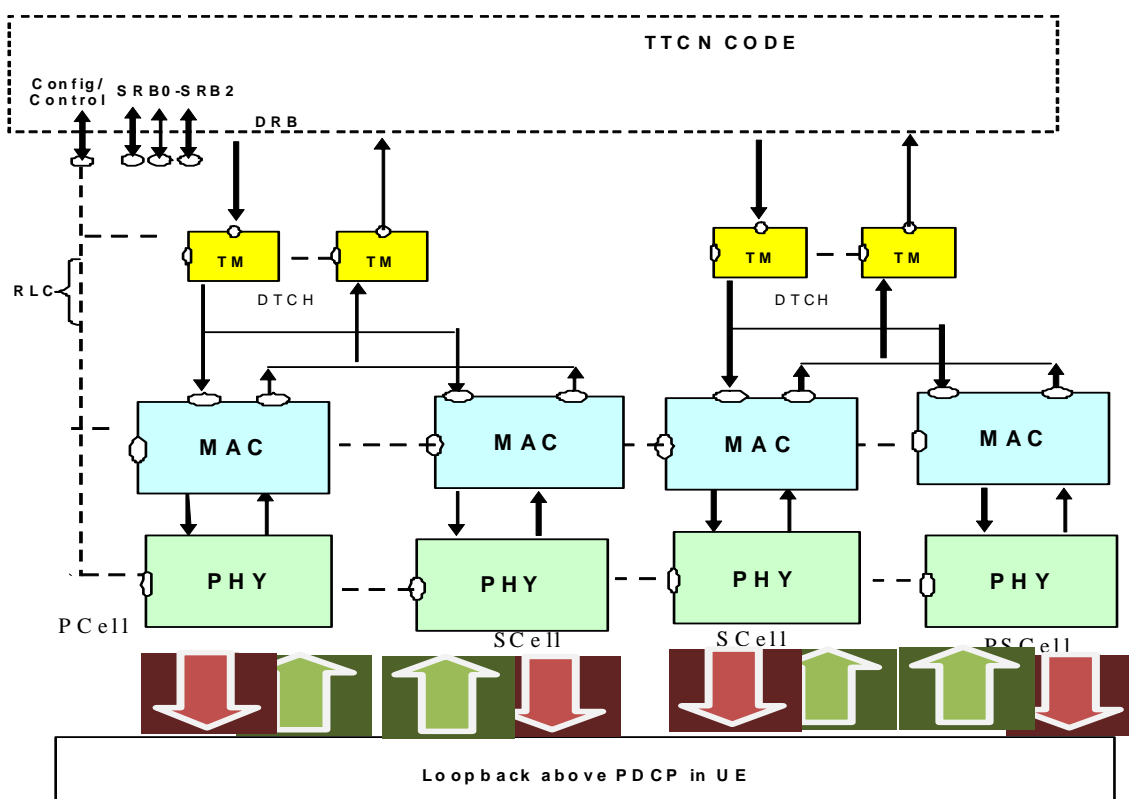 TTCN CODE
Config/
Control
SRB0-SRB2
DRB
TM
TM
TM
TM
RLC
DTCH
DTCH
MAC
MAC
MAC
MAC
PHY
PHY
PHY
PHY
PCell
SCell
SCell
PSCell
Loopback above PDCP in UE